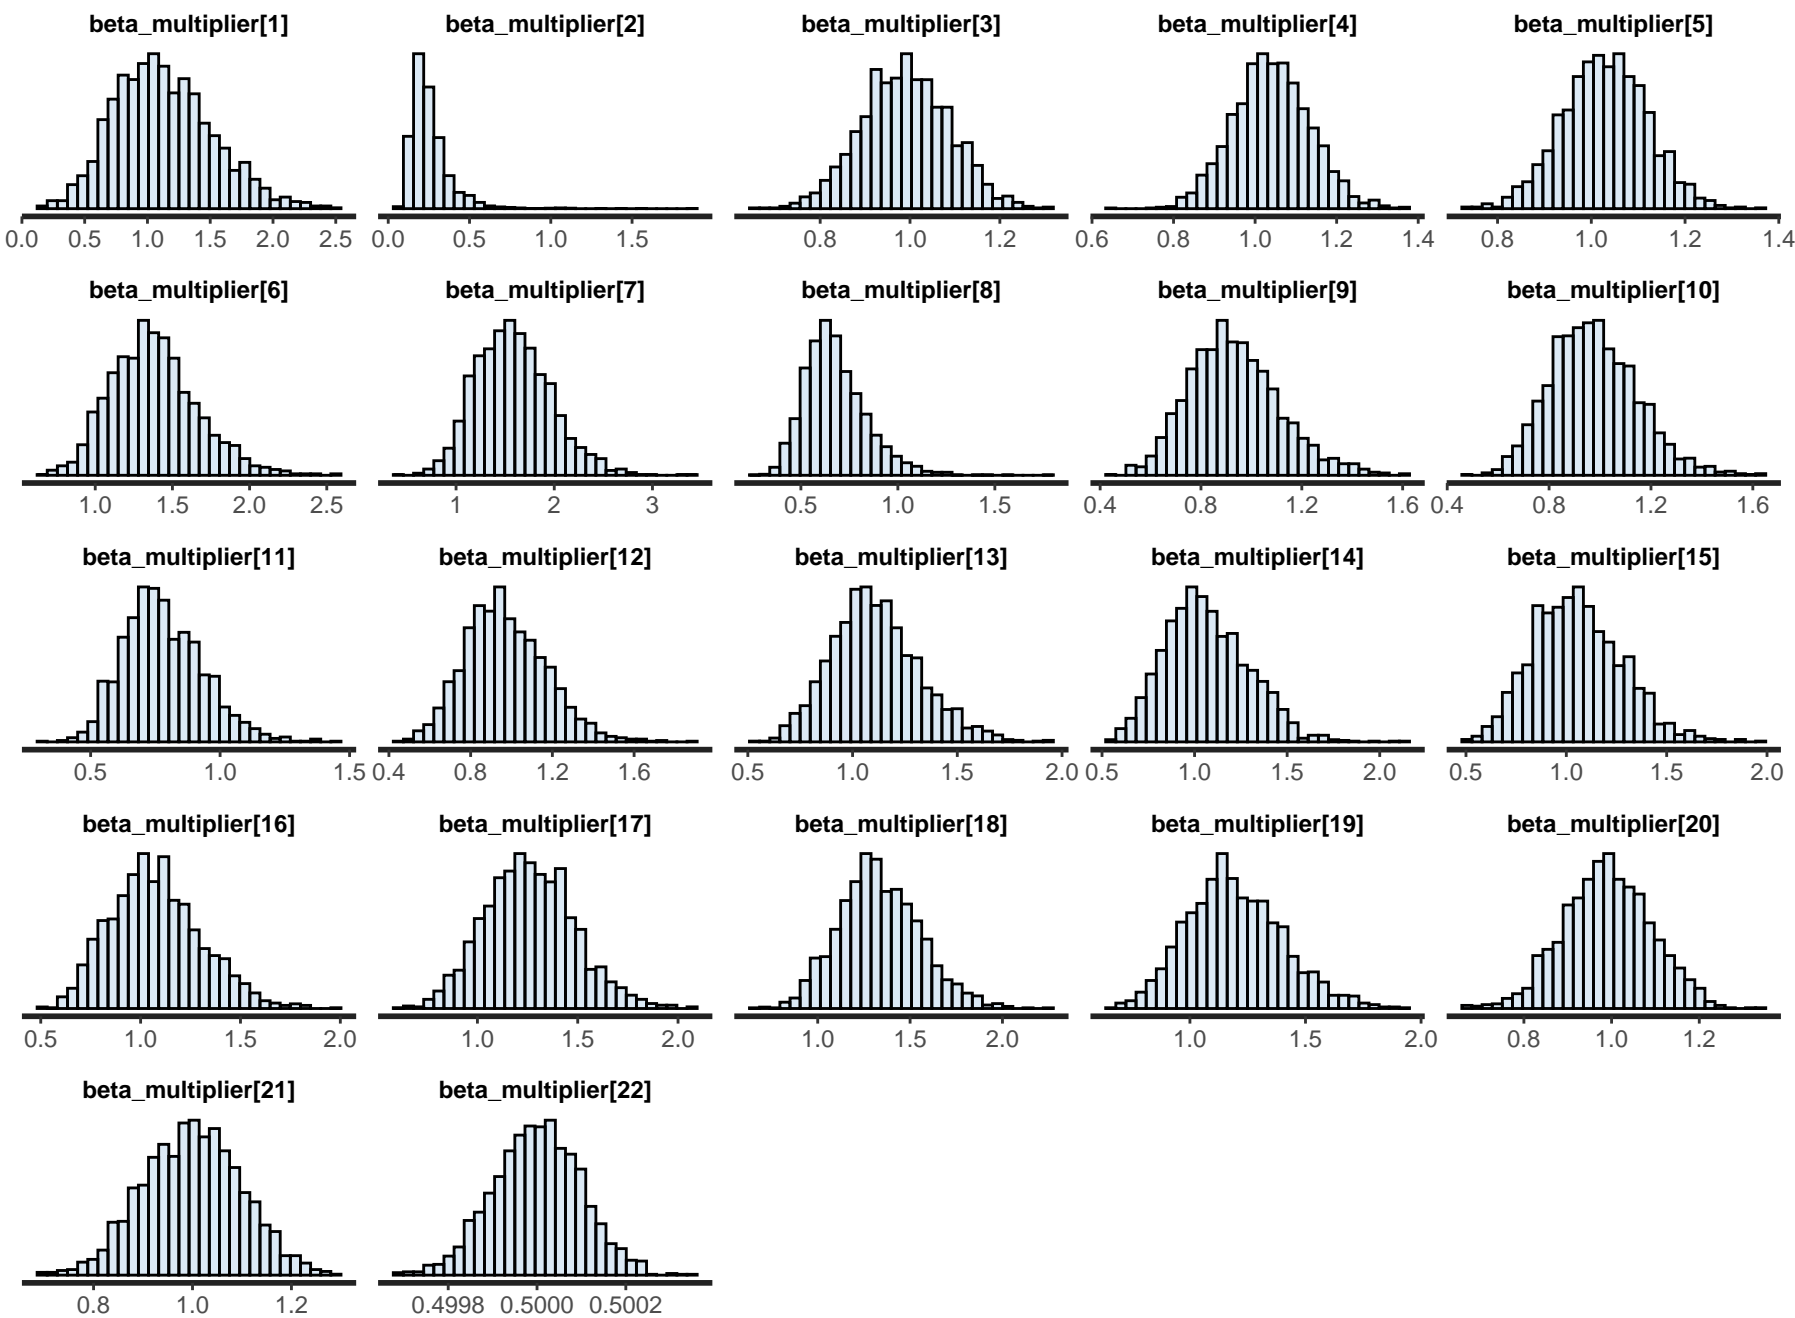 beta_multiplier[1] beta_multiplier[2] beta_multiplier[3] beta_multiplier[4] beta_multiplier[5]
0.0 0.5 1.0 1.5 2.0 2.5 0.0 0.5 1.0 1.5 0.8 1.0 1.2 0.6 0.8 1.0 1.2 1.4 0.8 1.0 1.2 1.4
beta_multiplier[6] beta_multiplier[7] beta_multiplier[8] beta_multiplier[9] beta_multiplier[10]
1.0 1.5 2.0 2.5 1 2 3 0.5 1.0 1.5 0.4 0.8 1.2 1.6 0.4 0.8 1.2 1.6
beta_multiplier[11] beta_multiplier[12] beta_multiplier[13] beta_multiplier[14] beta_multiplier[15]
0.5 1.0 1.5 0.4 0.8 1.2 1.6 0.5 1.0 1.5 2.0 0.5 1.0 1.5 2.0 0.5 1.0 1.5 2.0
beta_multiplier[16] beta_multiplier[17] beta_multiplier[18] beta_multiplier[19] beta_multiplier[20]
0.5 1.0 1.5 2.0 1.0 1.5 2.0 1.0 1.5 2.0 1.0 1.5 2.0 0.8 1.0 1.2
beta_multiplier[21] beta_multiplier[22]
0.8 1.0 1.2 0.4998 0.5000 0.5002